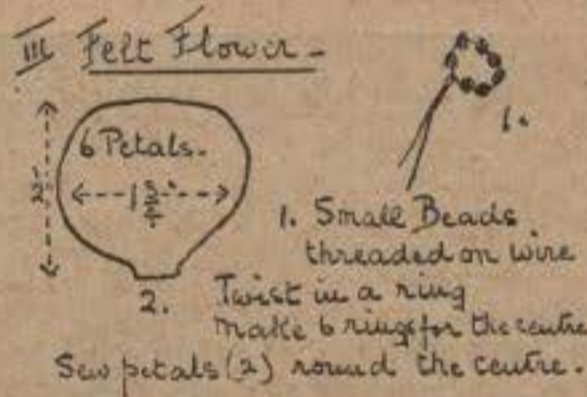 III Felt Flower -
6 Petals.
2"
1 3/4"
1.
2.
1. Small Beads
threaded on wire
Twist in a ring
make 6 rings for the centre
Sew petals (2) round the centre.